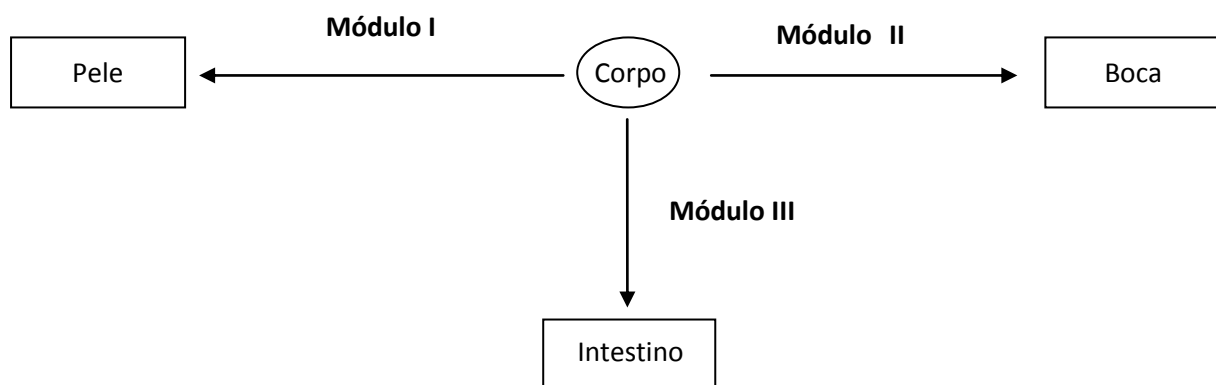 Módulo I
Módulo II
Pele
Corpo
Boca
Módulo III
Intestino